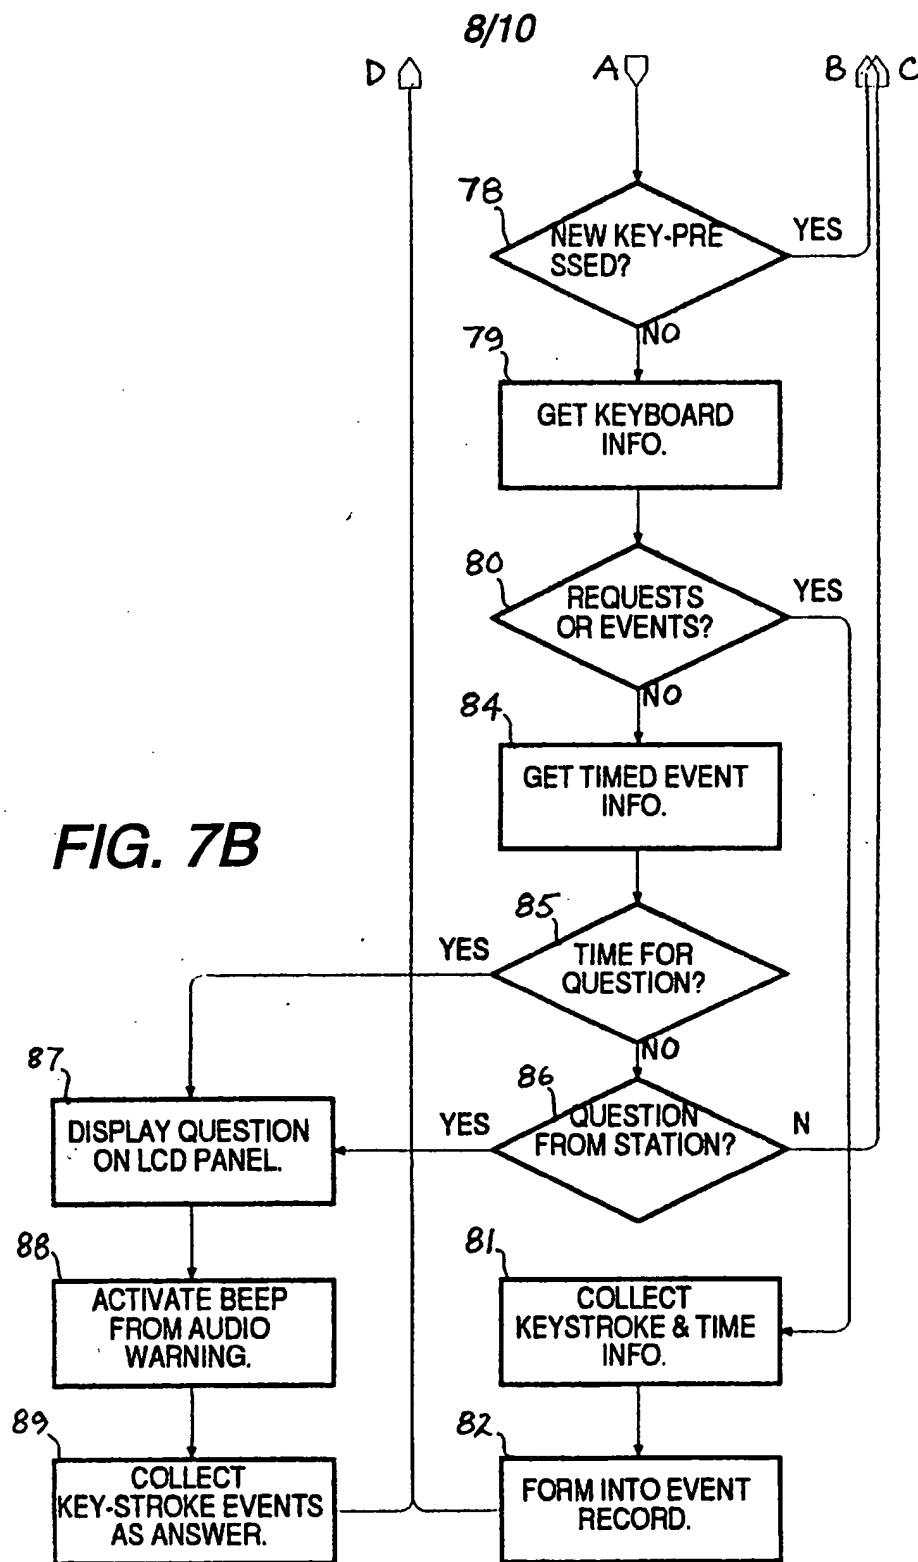 8/10
D
A
B
C
78
NEW KEY-PRE
SSED?
YES
NO
79
GET KEYBOARD
INFO.
80
REQUESTS
OR EVENTS?
YES
NO
84
GET TIMED EVENT
INFO.
FIG. 7B
85
TIME FOR
QUESTION?
YES
NO
86
QUESTION
FROM STATION?
YES
N
87
DISPLAY QUESTION
ON LCD PANEL.
88
ACTIVATE BEEP
FROM AUDIO
WARNING.
89
COLLECT
KEY-STROKE EVENTS
AS ANSWER.
81
COLLECT
KEYSTROKE & TIME
INFO.
82
FORM INTO EVENT
RECORD.